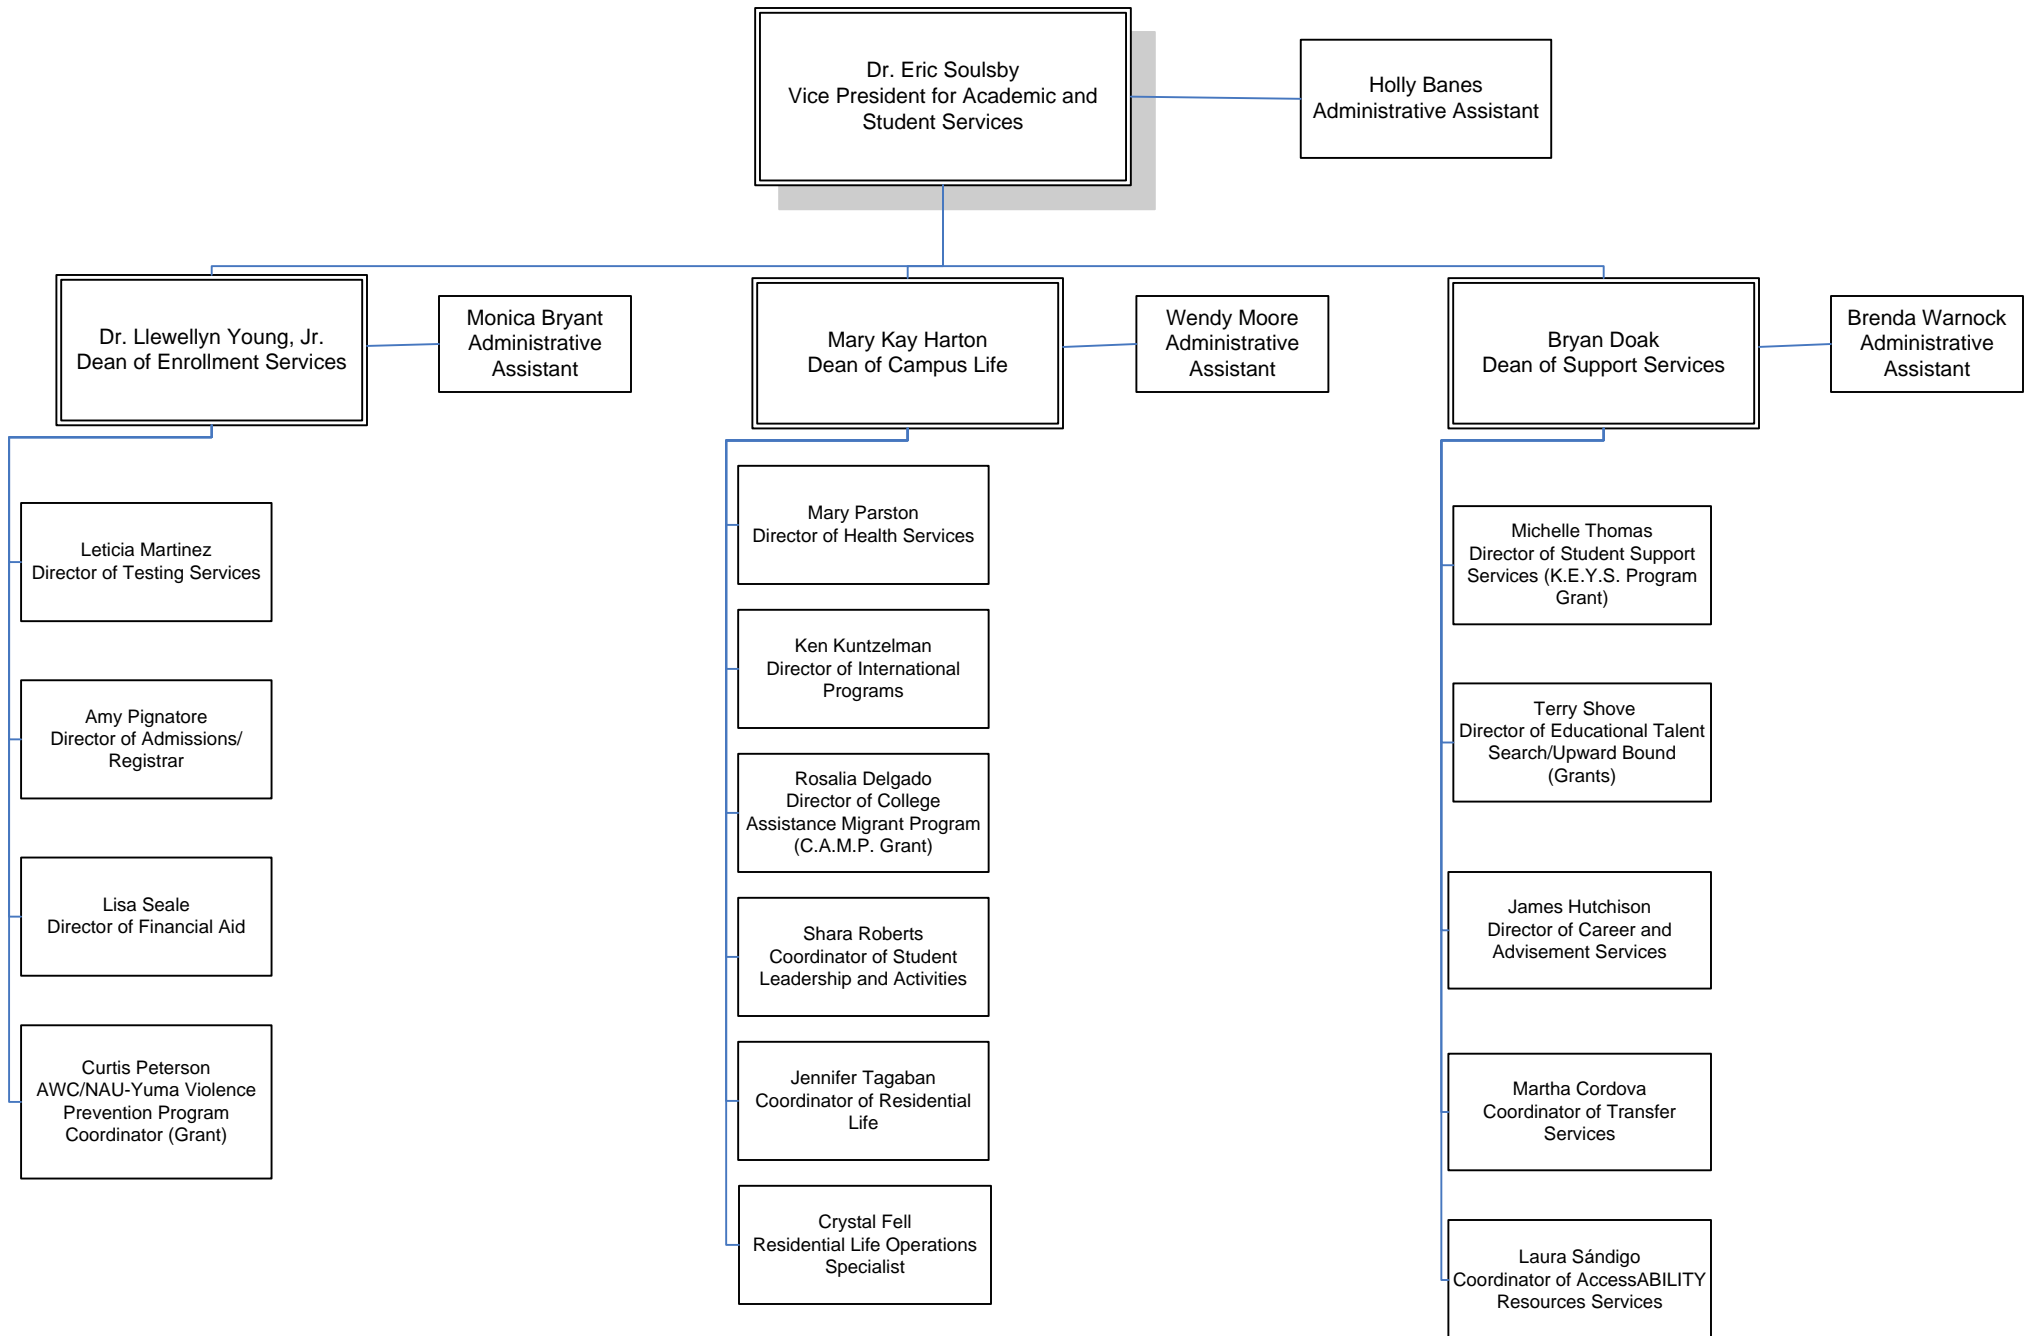 Dr. Eric Soulsby
Vice President for Academic and
Student Services
Holly Banes
Administrative Assistant
Dr. Llewellyn Young, Jr.
Dean of Enrollment Services
Monica Bryant
Administrative
Assistant
Mary Kay Harton
Dean of Campus Life
Wendy Moore
Administrative
Assistant
Bryan Doak
Dean of Support Services
Brenda Warnock
Administrative
Assistant
Leticia Martinez
Director of Testing Services
Amy Pignatore
Director of Admissions/
Registrar
Lisa Seale
Director of Financial Aid
Curtis Peterson
AWC/NAU-Yuma Violence
Prevention Program
Coordinator (Grant)
Mary Parston
Director of Health Services
Ken Kuntzelman
Director of International
Programs
Rosalia Delgado
Director of College
Assistance Migrant Program
(C.A.M.P. Grant)
Shara Roberts
Coordinator of Student
Leadership and Activities
Jennifer Tagaban
Coordinator of Residential
Life
Crystal Fell
Residential Life Operations
Specialist
Michelle Thomas
Director of Student Support
Services (K.E.Y.S. Program
Grant)
Terry Shove
Director of Educational Talent
Search/Upward Bound
(Grants)
James Hutchison
Director of Career and
Advisement Services
Martha Cordova
Coordinator of Transfer
Services
Laura Sándigo
Coordinator of AccessABILITY
Resources Services